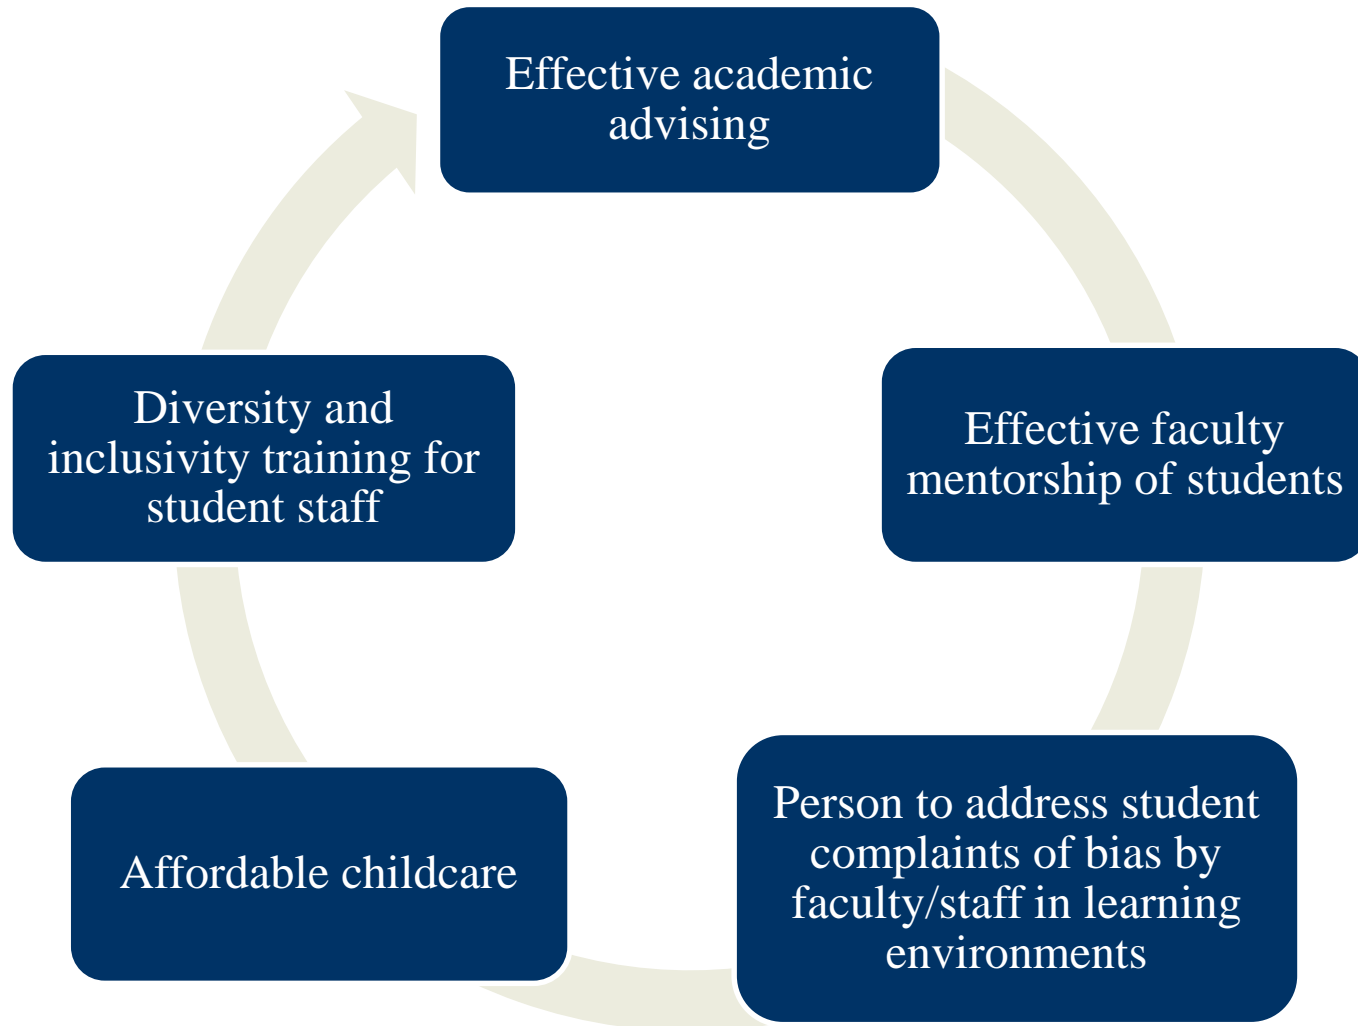 Effective academic
advising
Effective faculty
mentorship of students
Person to address student
complaints of bias by
faculty/staff in learning
environments
Affordable childcare
Diversity and
inclusivity training for
student staff